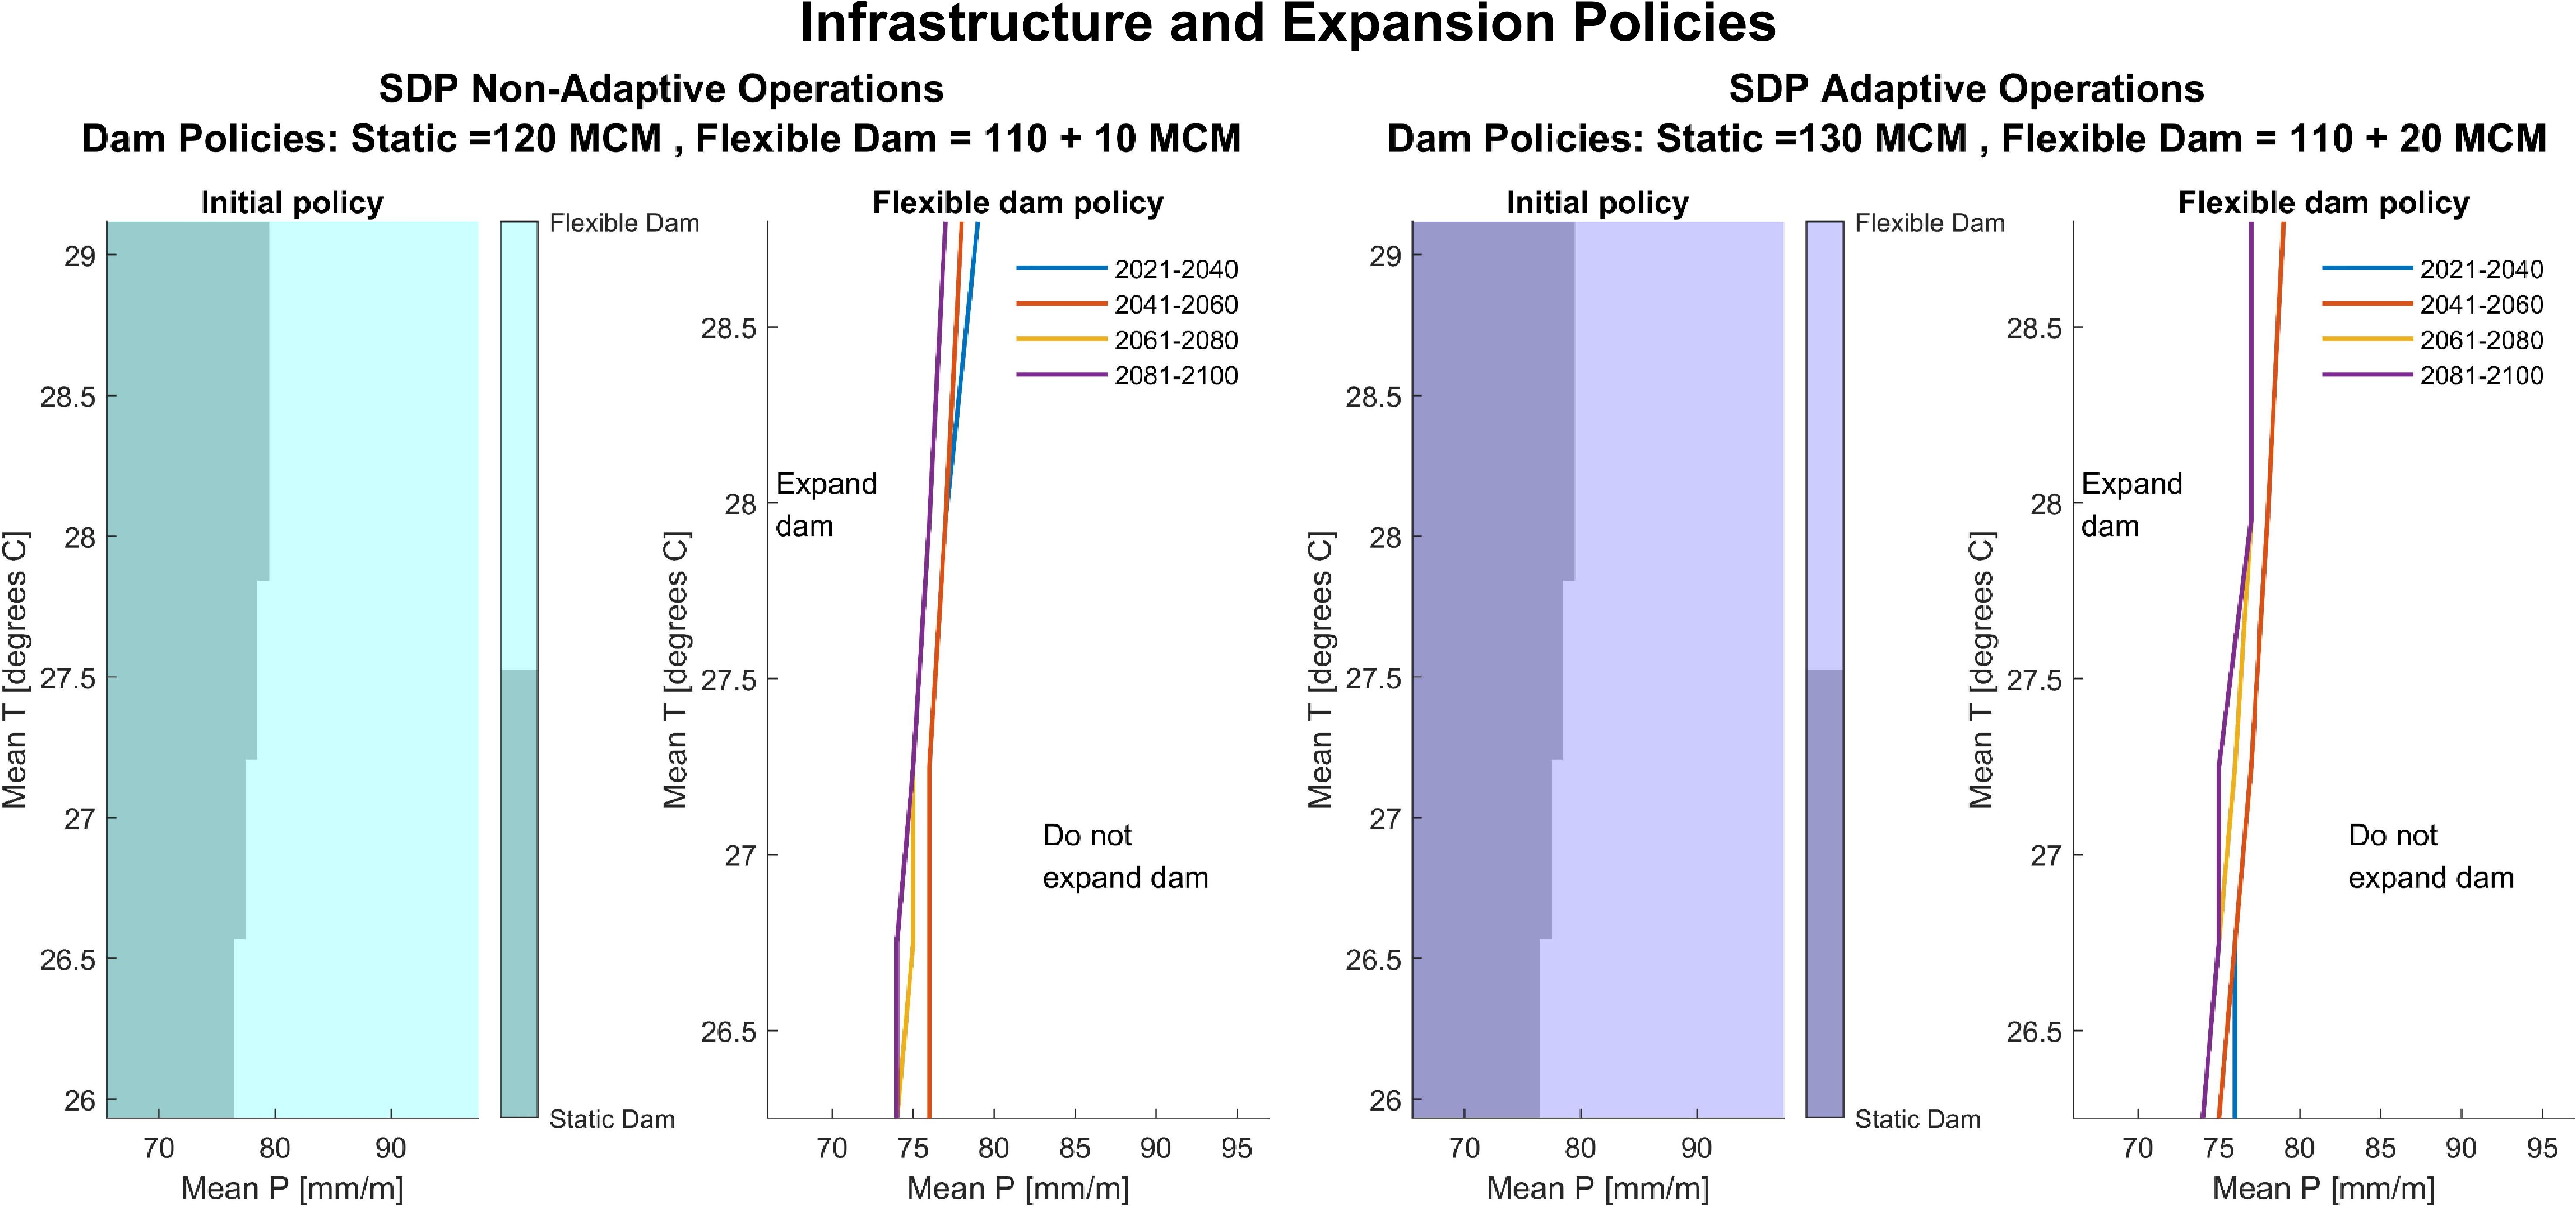 Infrastructure and Expansion Policies
SDP Non-Adaptive Operations
Dam Policies: Static =120 MCM , Flexible Dam = 110 + 10 MCM
Initial policy
Flexible Dam
Static Dam
29
28.5
28
27.5
27
26.5
26
Mean T [degrees C]
70 80 90
Mean P [mm/m]
Flexible dam policy
2021-2040
2041-2060
2061-2080
2081-2100
Expand
dam
Do not
expand dam
28.5
28
27.5
27
26.5
Mean T [degrees C]
70 75 80 85 90 95
Mean P [mm/m]
SDP Adaptive Operations
Dam Policies: Static =130 MCM , Flexible Dam = 110 + 20 MCM
Initial policy
Flexible Dam
Static Dam
29
28.5
28
27.5
27
26.5
26
Mean T [degrees C]
70 80 90
Mean P [mm/m]
Flexible dam policy
2021-2040
2041-2060
2061-2080
2081-2100
Expand
dam
Do not
expand dam
28.5
28
27.5
27
26.5
Mean T [degrees C]
70 75 80 85 90 95
Mean P [mm/m]